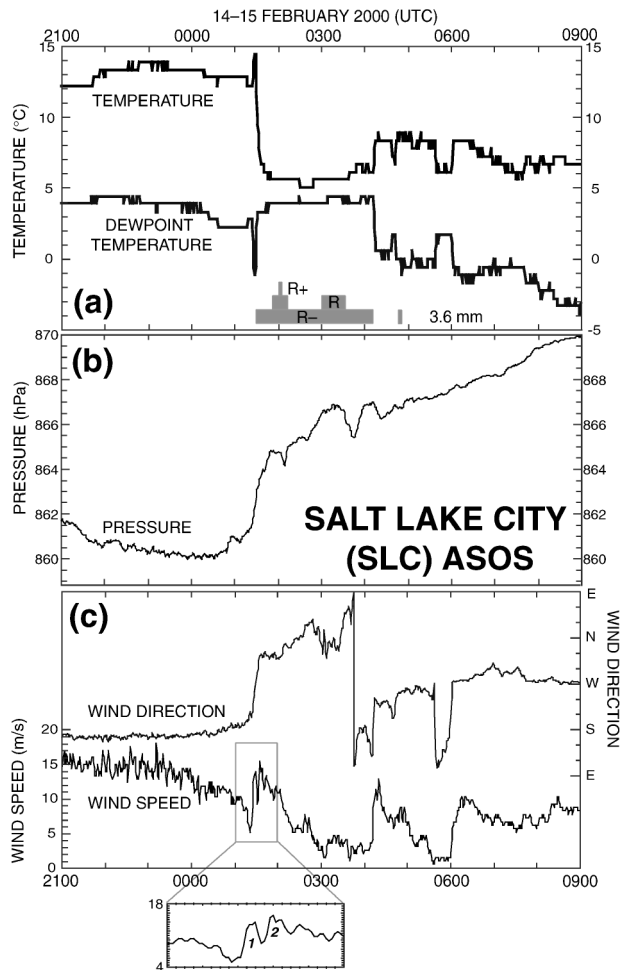 14–15 FEBRUARY 2000 (UTC)
2100 0000 0300 0600 0900
15 15
TEMPERATURE
10 10
TEMPERATURE (°C)
5 5
DEWPOINT
TEMPERATURE
0 0
(a) R+ R
R– 3.6 mm
-5
870
(b)
868 868
866 866
PRESSURE (hPa)
864 864
862 862
PRESSURE
SALT LAKE CITY
(SLC) ASOS
860 860
(c)
E
N
W
S
E
WIND DIRECTION
WIND DIRECTION
20
15
WIND SPEED
10
5
0
WIND SPEED (m/s)
2100 0000 0300 0600 0900
18
1 2
4